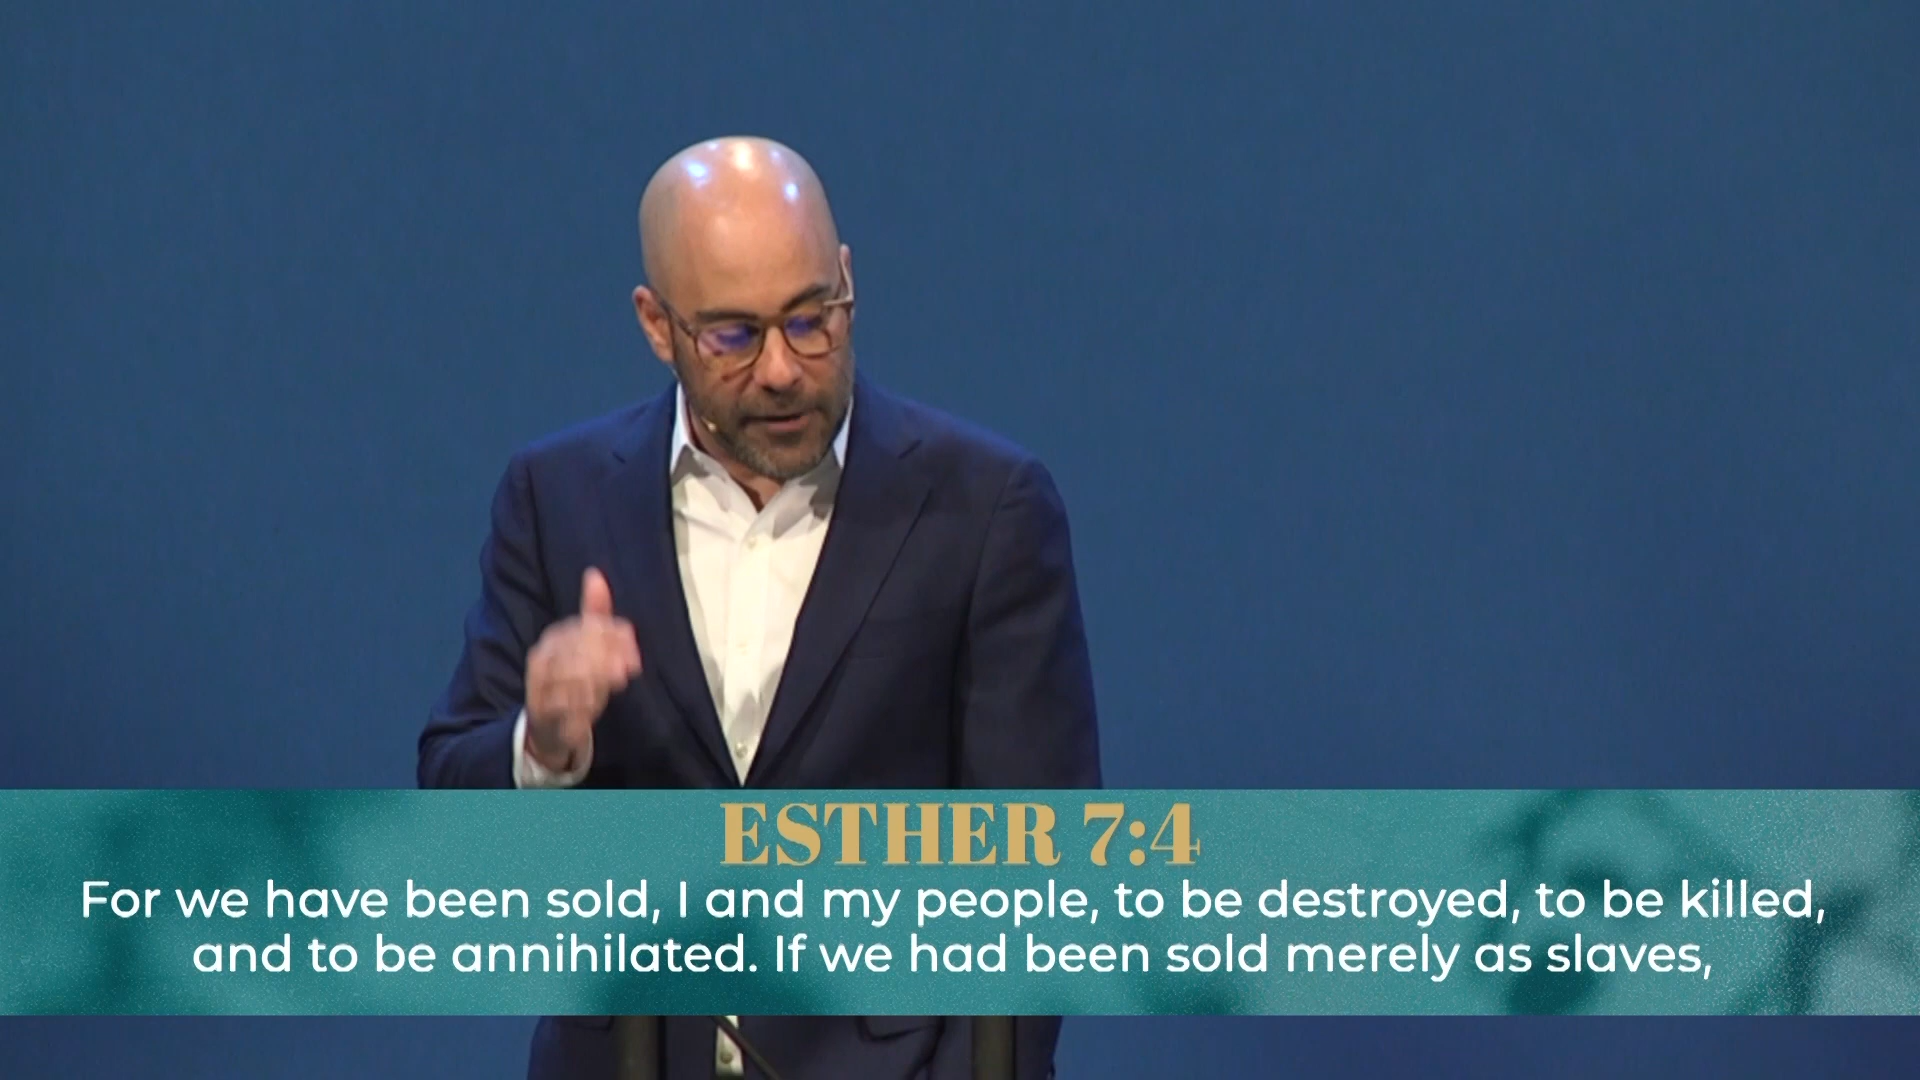 ESTHER 7:4
For we have been sold, I and my people, to be destroyed, to be killed,
and to be annihilated. If we had been sold merely as slaves,